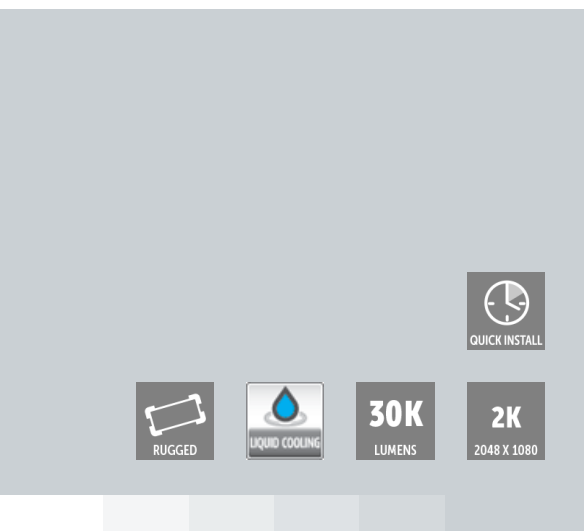 QUICK INSTALL
RUGGED
LIQUID COOLING
30K
LUMENS
2K
2048 X 1080